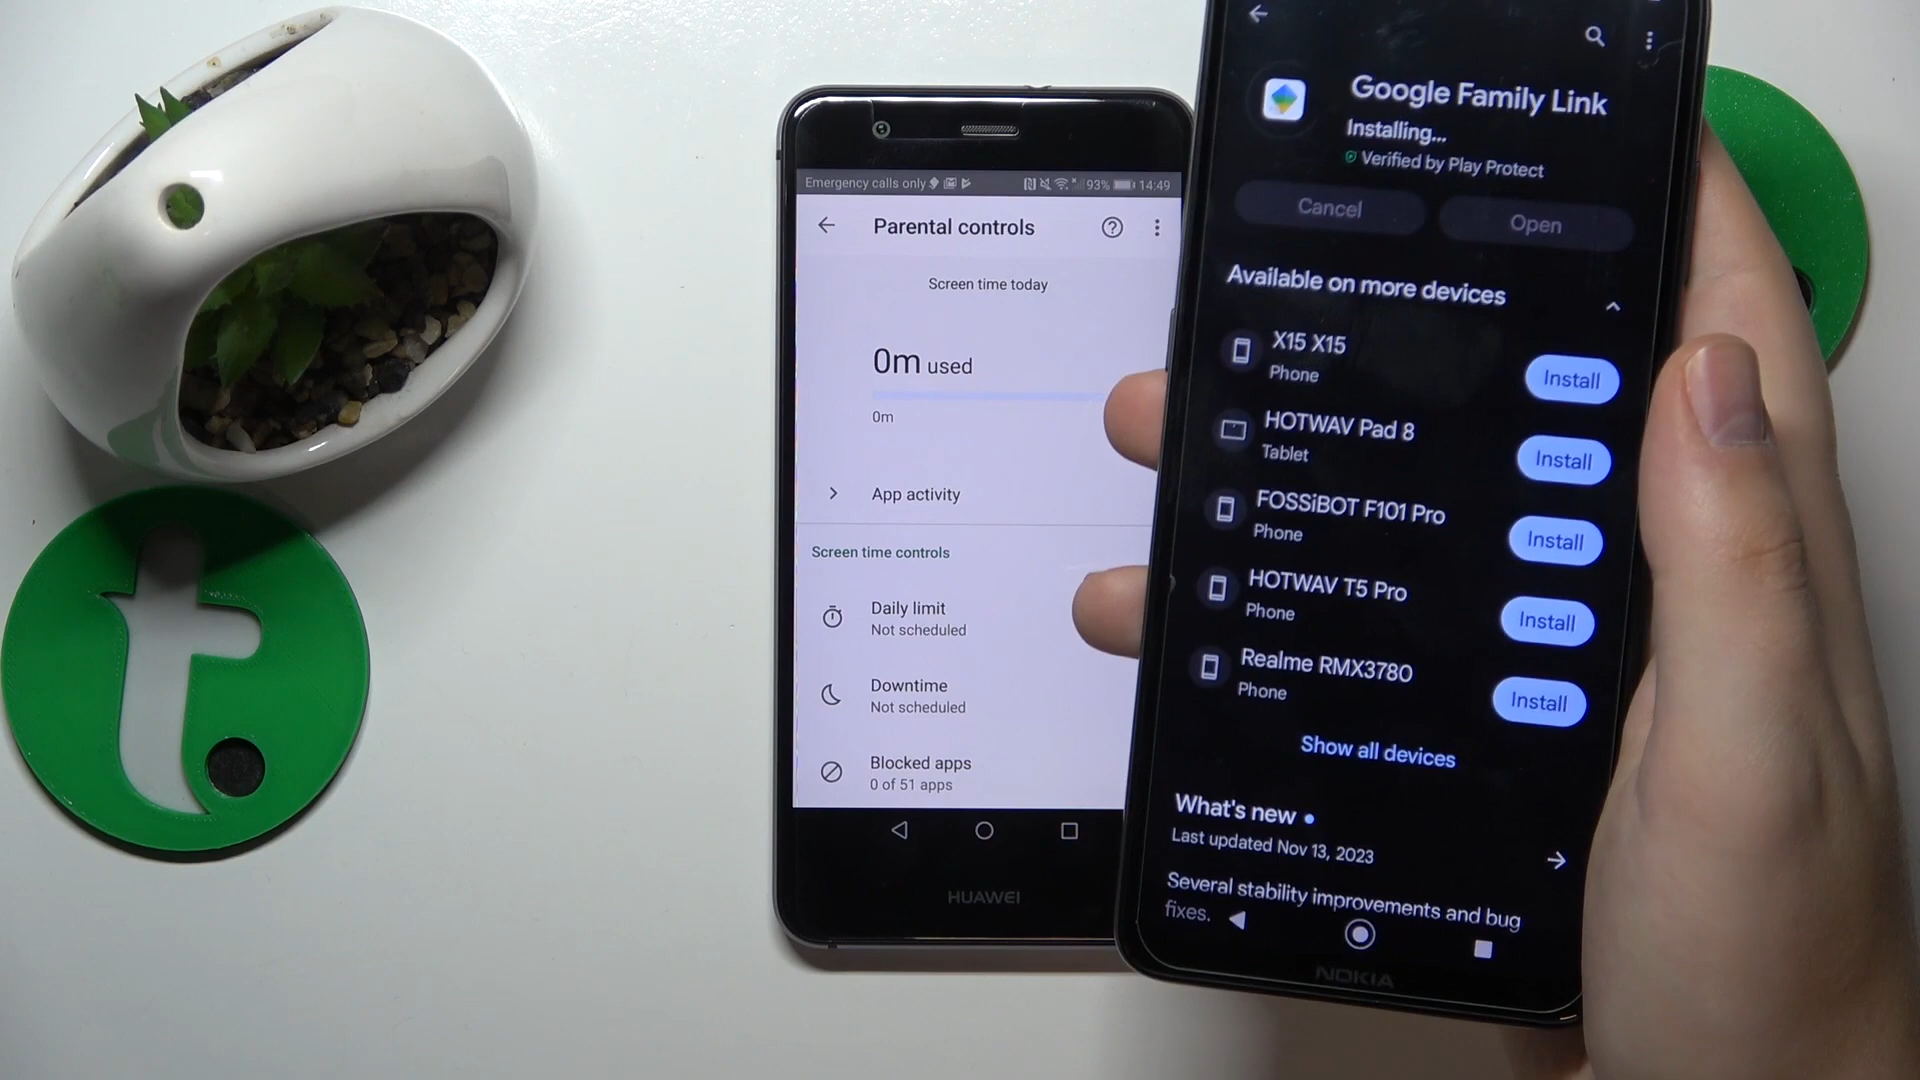 Emergency calls only
93% 14:49
Parental controls
Screen time today
0m used
0m
App activity
Screen time controls
Daily limit
Not scheduled
Downtime
Not scheduled
Blocked apps
0 of 51 apps
HUAWEI
Google Family Link
Installing...
Verified by Play Protect
Cancel
Open
Available on more devices
X15 X15
Phone
Install
HOTWAV Pad 8
Tablet
Install
FOSSiBOT F101 Pro
Phone
Install
HOTWAV T5 Pro
Phone
Install
Realme RMX3780
Phone
Install
Show all devices
What's new
Last updated Nov 13, 2023
Several stability improvements and bug
fixes.
NOKIA
t